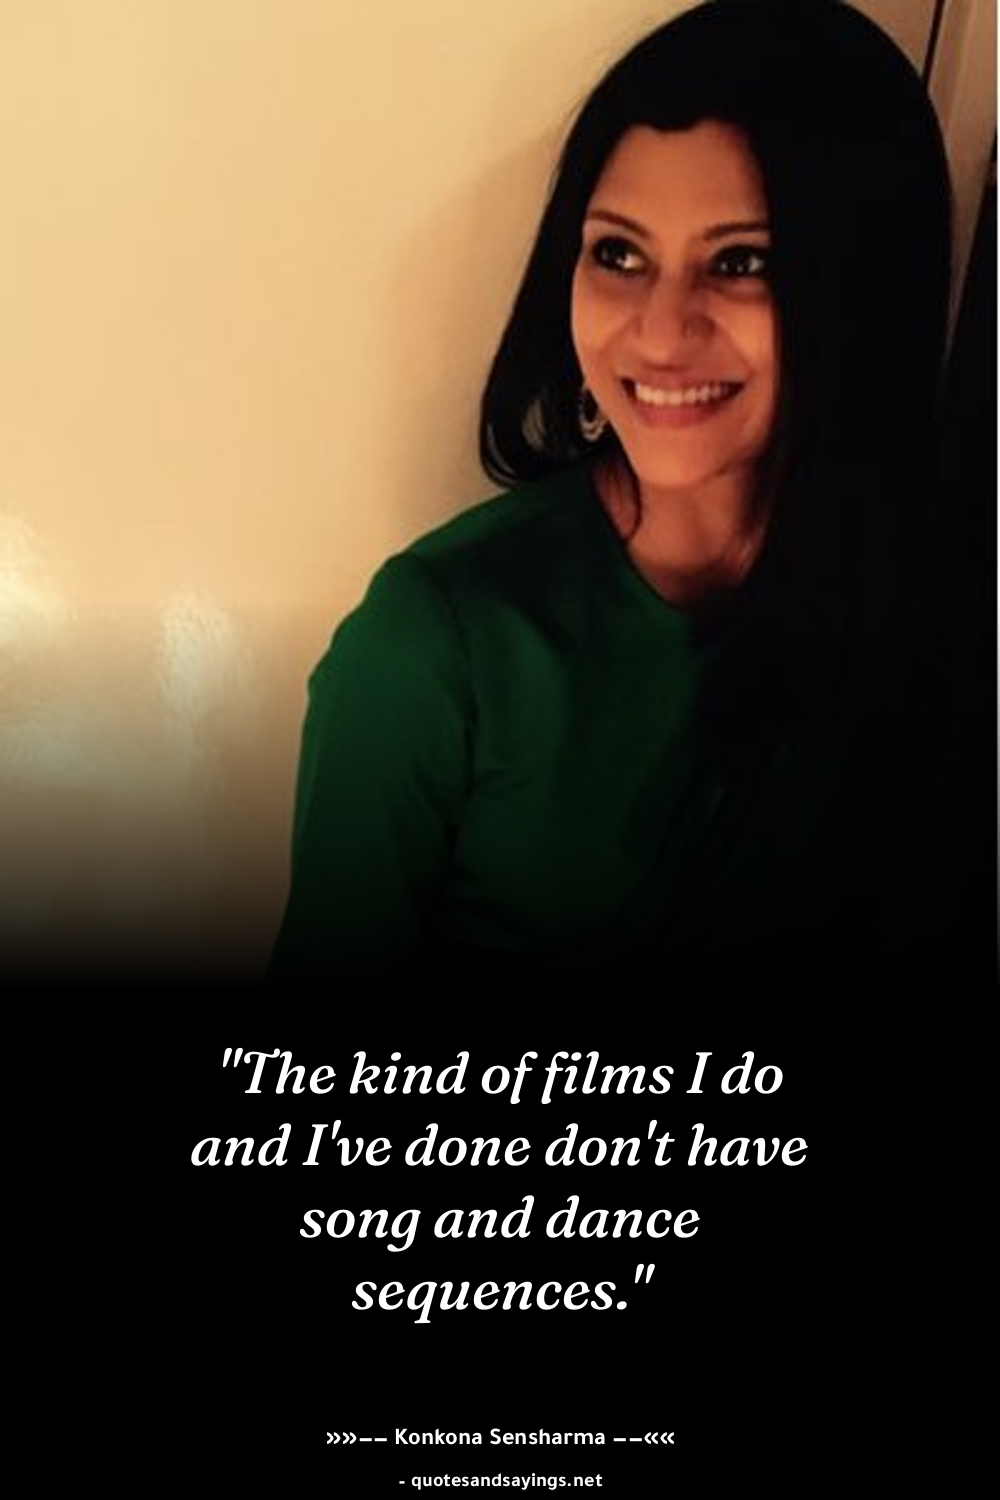 "The kind of films I do
and I've done don't have
song and dance
sequences."
»»−− Konkona Sensharma −−««
- quotesandsayings.net